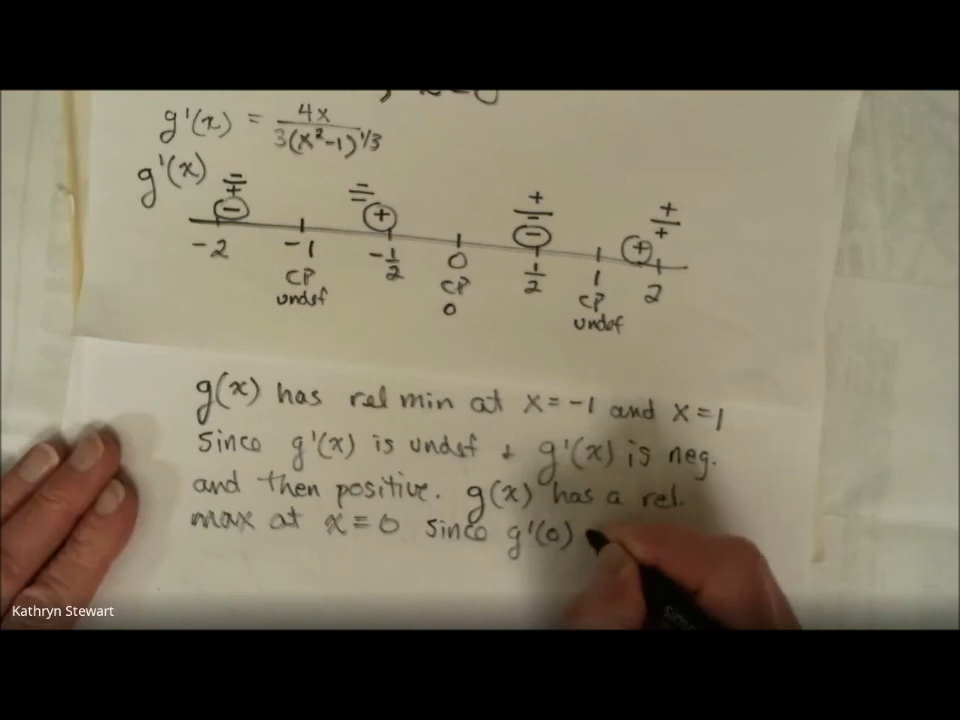 g'(x) = 4x / 3(x²-1)^1/3
g'(x)
- / + = + + / - + / +
- + - +
-2 -1 -1/2 0 1/2 1 2
CP CP CP
undef 0 undef
g(x) has rel min at x=-1 and x=1
Since g'(x) is undef + g'(x) is neg.
and then positive. g(x) has a rel.
max at x=0 since g'(0)
Kathryn Stewart